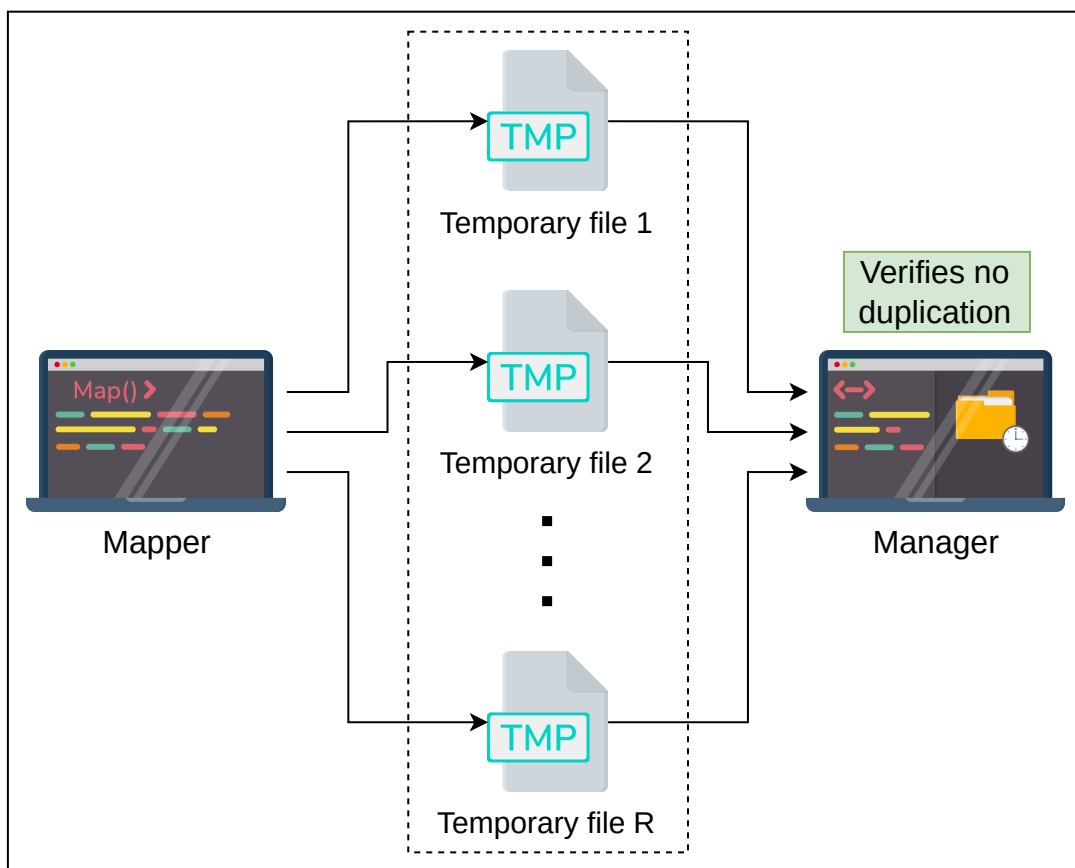 TMP
Temporary file 1
Verifies no
duplication
TMP
Map()
Temporary file 2
Mapper
Manager
TMP
Temporary file R